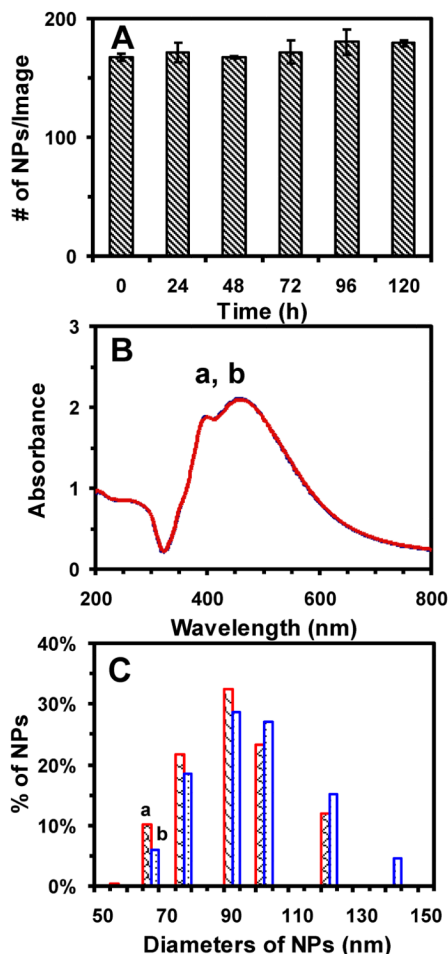 A
200
100
0
# of NPs/Image
0 24 48 72 96 120
Time (h)
B
a, b
3
2
1
0
Absorbance
200 400 600 800
Wavelength (nm)
C
40%
30%
20%
10%
0%
% of NPs
a
b
50 70 90 110 130 150
Diameters of NPs (nm)